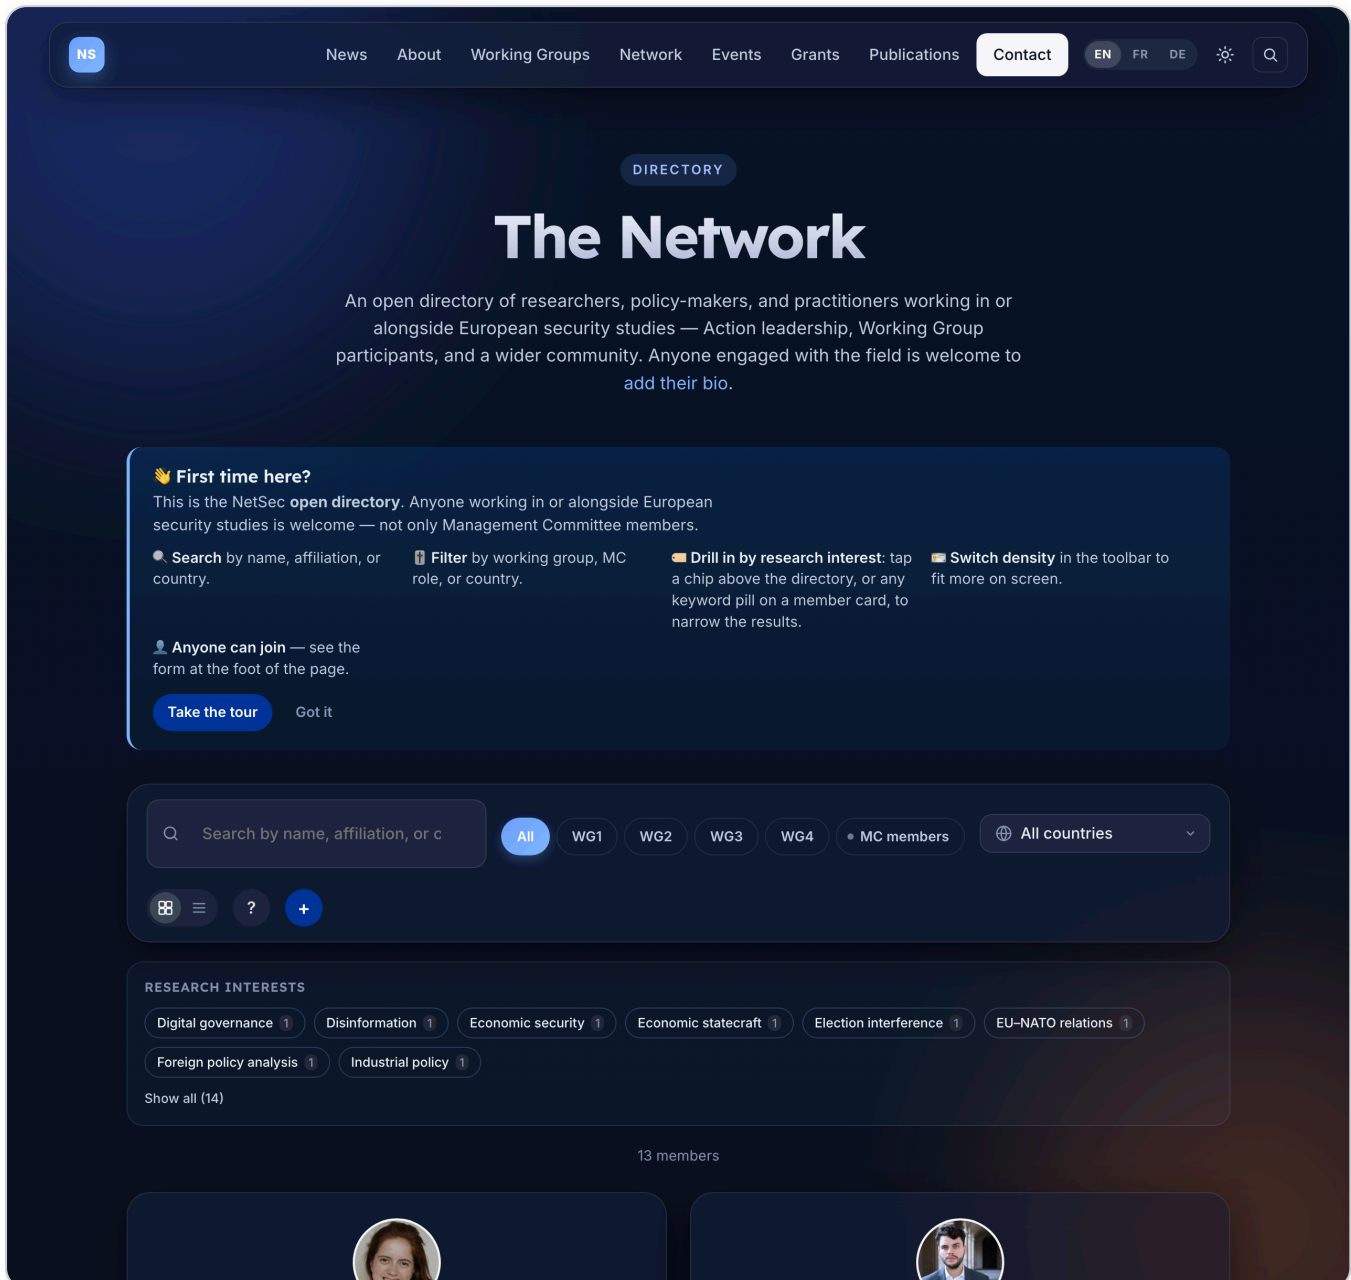 NS
News About Working Groups Network Events Grants Publications Contact EN FR DE
DIRECTORY
The Network
An open directory of researchers, policy-makers, and practitioners working in or
alongside European security studies — Action leadership, Working Group
participants, and a wider community. Anyone engaged with the field is welcome to
add their bio.
👋 First time here?
This is the NetSec open directory. Anyone working in or alongside European
security studies is welcome — not only Management Committee members.
Search by name, affiliation, or
country.
Filter by working group, MC
role, or country.
Drill in by research interest: tap
a chip above the directory, or any
keyword pill on a member card, to
narrow the results.
Switch density in the toolbar to
fit more on screen.
Anyone can join — see the
form at the foot of the page.
Take the tour Got it
Search by name, affiliation, or c
All WG1 WG2 WG3 WG4 MC members All countries
? +
RESEARCH INTERESTS
Digital governance 1 Disinformation 1 Economic security 1 Economic statecraft 1 Election interference 1 EU–NATO relations 1
Foreign policy analysis 1 Industrial policy 1
Show all (14)
13 members